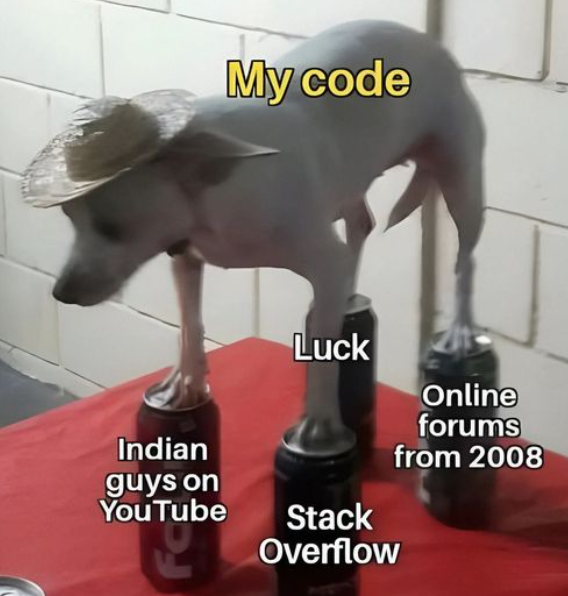 My code
Luck
Online
forums
from 2008
Indian
guys on
YouTube
Stack
Overflow